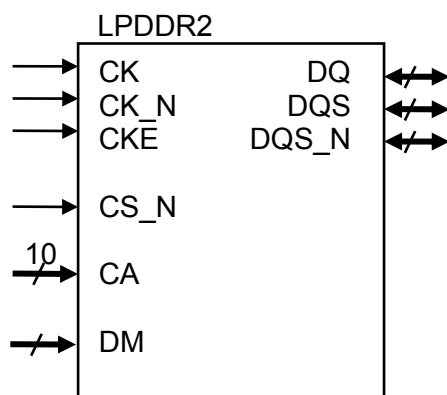 LPDDR2
CK DQ
CK_N DQS
CKE DQS_N
CS_N
10
CA
DM